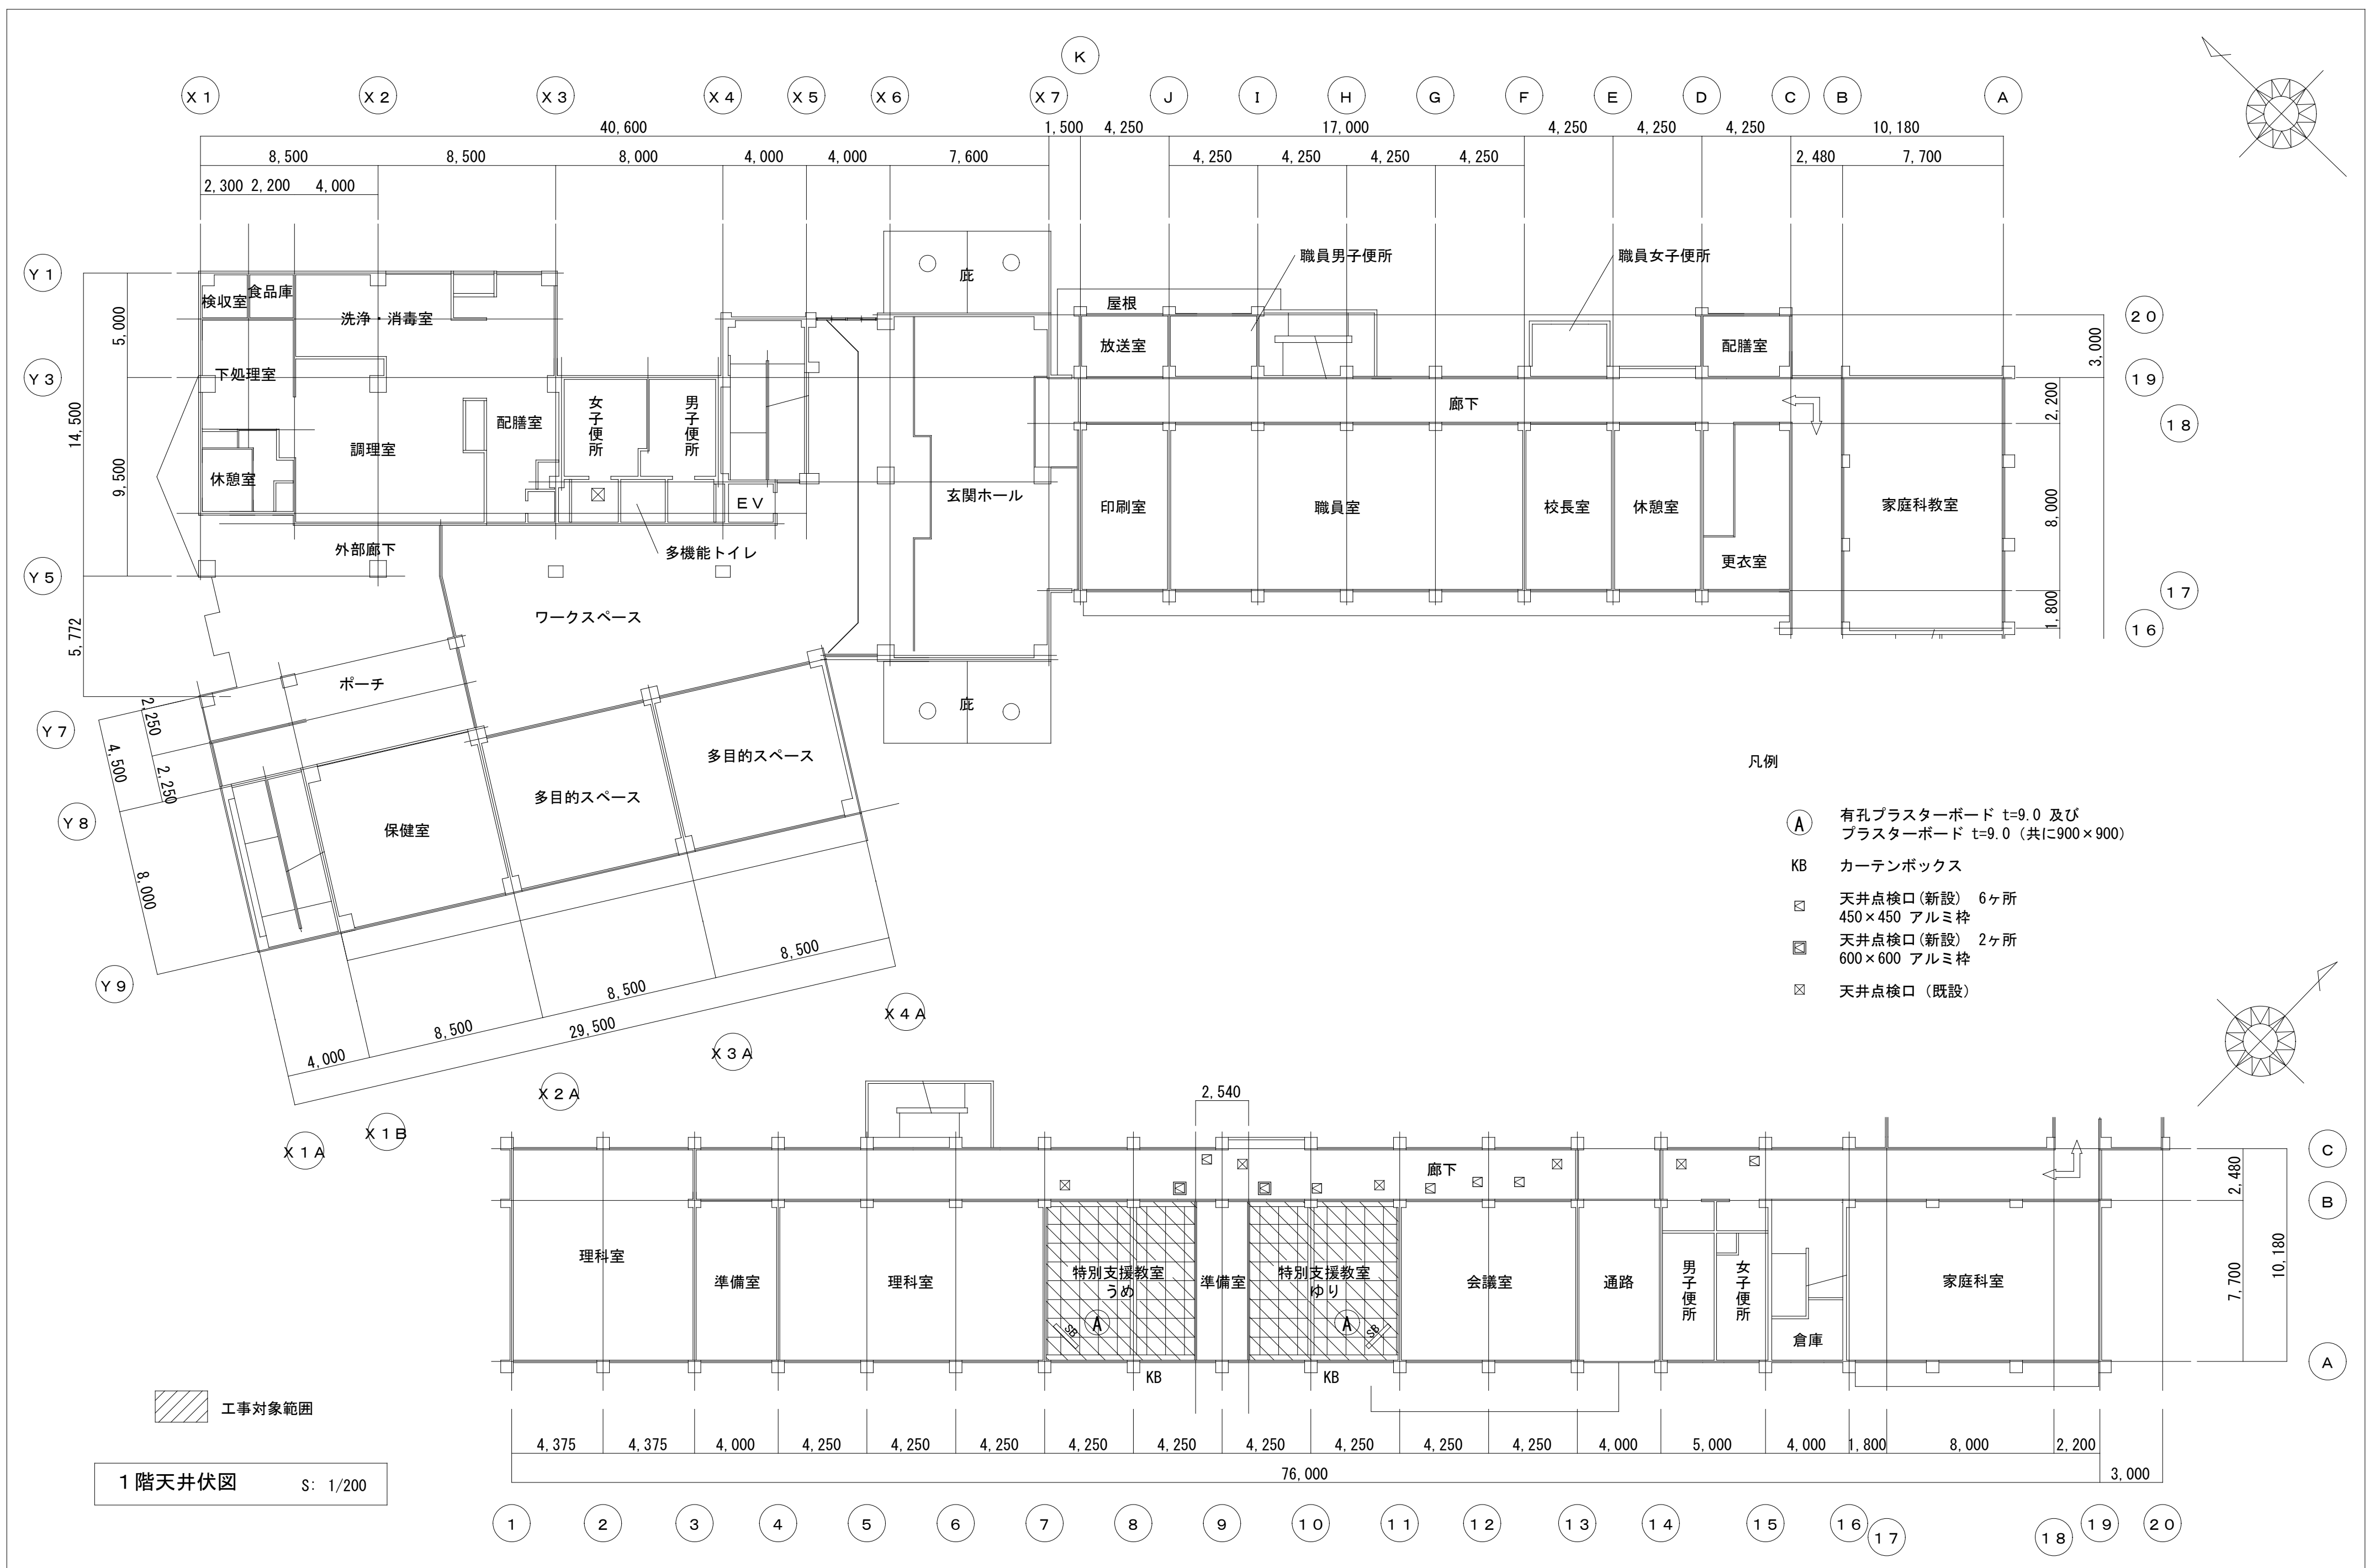 K
X1 X2 X3 X4 X5 X6 X7 J I H G F E D C B A
40,600 1,500 4,250 17,000 4,250 4,250 4,250 10,180
8,500 8,500 8,000 4,000 4,000 7,600 4,250 4,250 4,250 4,250 2,480 7,700
2,300 2,200 4,000
Y1
Y3
Y5
Y7
Y8
Y9
5,000
14,500
9,500
5,772
2,250
4,500
2,250
8,000
検収室
食品庫
洗浄・消毒室
下処理室
調理室
配膳室
休憩室
女子便所
男子便所
EV
多機能トイレ
外部廊下
ワークスペース
ポーチ
保健室
多目的スペース
多目的スペース
庇
玄関ホール
庇
屋根
職員男子便所
職員女子便所
放送室
配膳室
廊下
印刷室
職員室
校長室
休憩室
更衣室
家庭科教室
20
19
18
17
16
3,000
2,200
8,000
1,800
4,000 8,500 8,500 8,500
29,500
X1A
X1B
X2A
X3A
X4A
凡例
A 有孔プラスターボード t=9.0 及び
プラスターボード t=9.0（共に900×900）
KB カーテンボックス
天井点検口(新設) 6ヶ所
450×450 アルミ枠
天井点検口(新設) 2ヶ所
600×600 アルミ枠
天井点検口（既設）
2,540
廊下
理科室
準備室
理科室
特別支援教室
うめ
A
SB
準備室
特別支援教室
ゆり
A
SB
会議室
通路
男子便所
女子便所
倉庫
家庭科室
KB
KB
C
B
A
2,480
7,700
10,180
4,375 4,375 4,000 4,250 4,250 4,250 4,250 4,250 4,250 4,250 4,250 4,250 4,000 5,000 4,000 1,800 8,000 2,200
76,000 3,000
1 2 3 4 5 6 7 8 9 10 11 12 13 14 15 16 17 18 19 20
工事対象範囲
1階天井伏図 S: 1/200